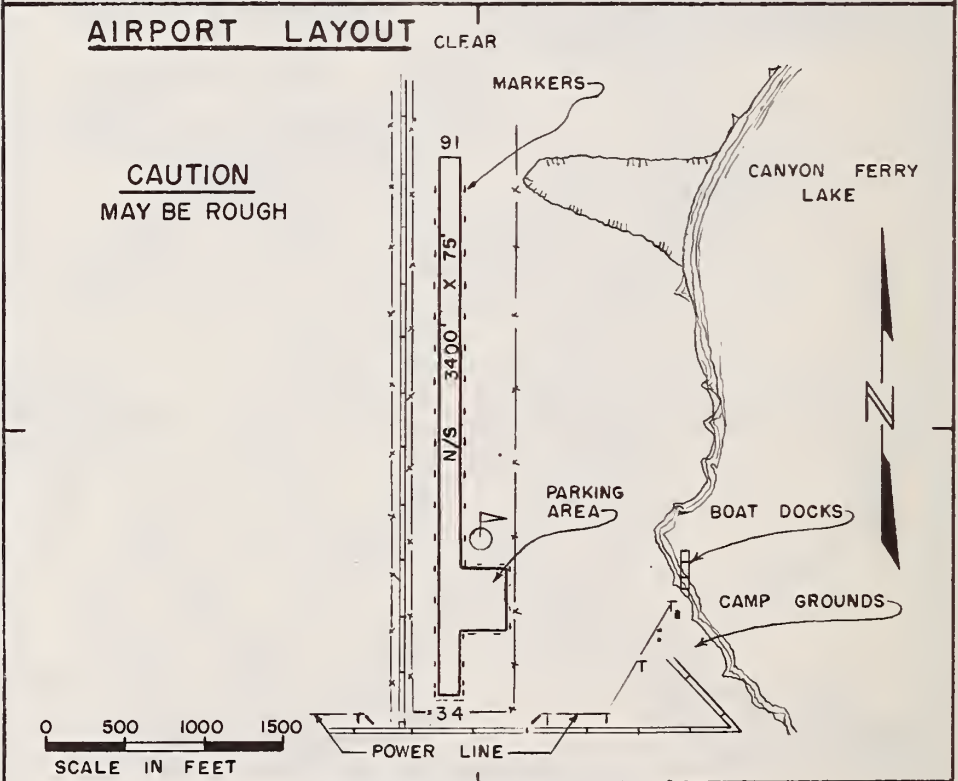 AIRPORT LAYOUT
CLEAR
MARKERS
16
CAUTION
MAY BE ROUGH
CANYON FERRY
LAKE
N/S 3400' X 75'
N
PARKING
AREA
BOAT DOCKS
CAMP GROUNDS
T
T
34
T
T
0 500 1000 1500
SCALE IN FEET
POWER LINE